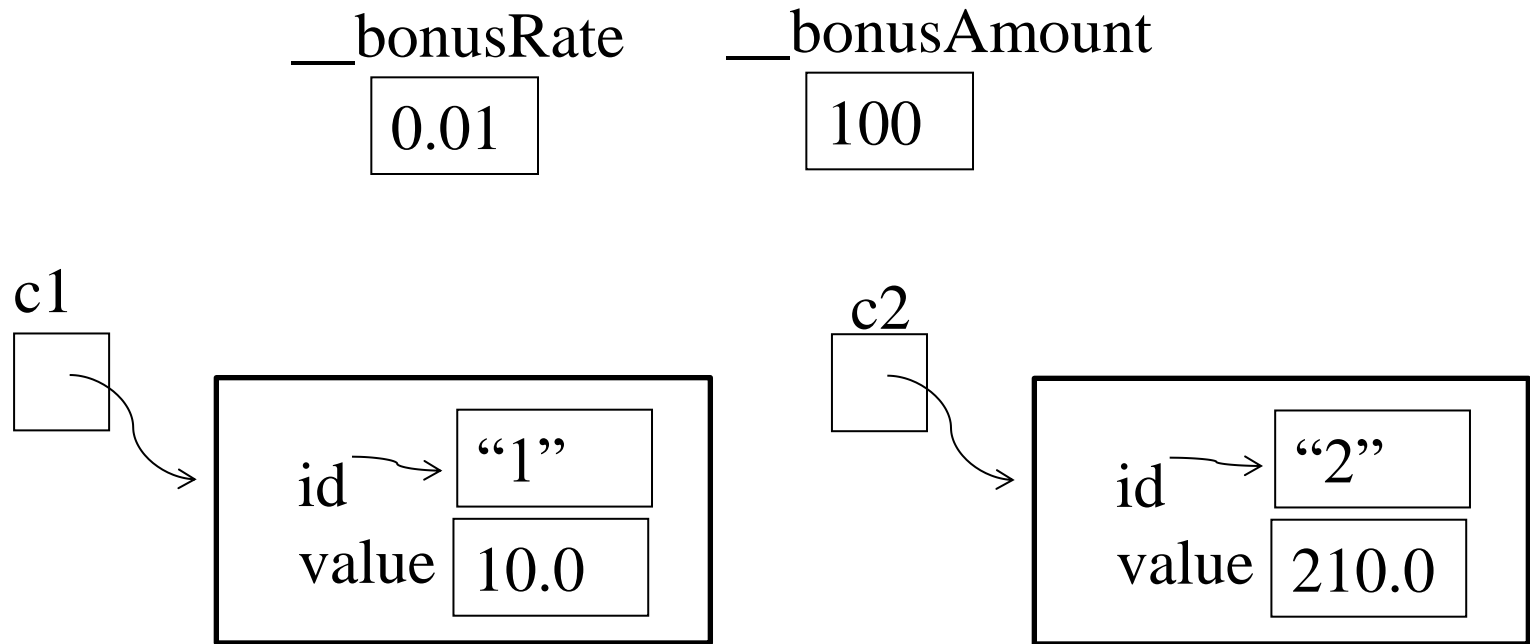 __bonusRate __bonusAmount
0.01 100
c1 c2
id “1” id “2”
value 10.0 value 210.0